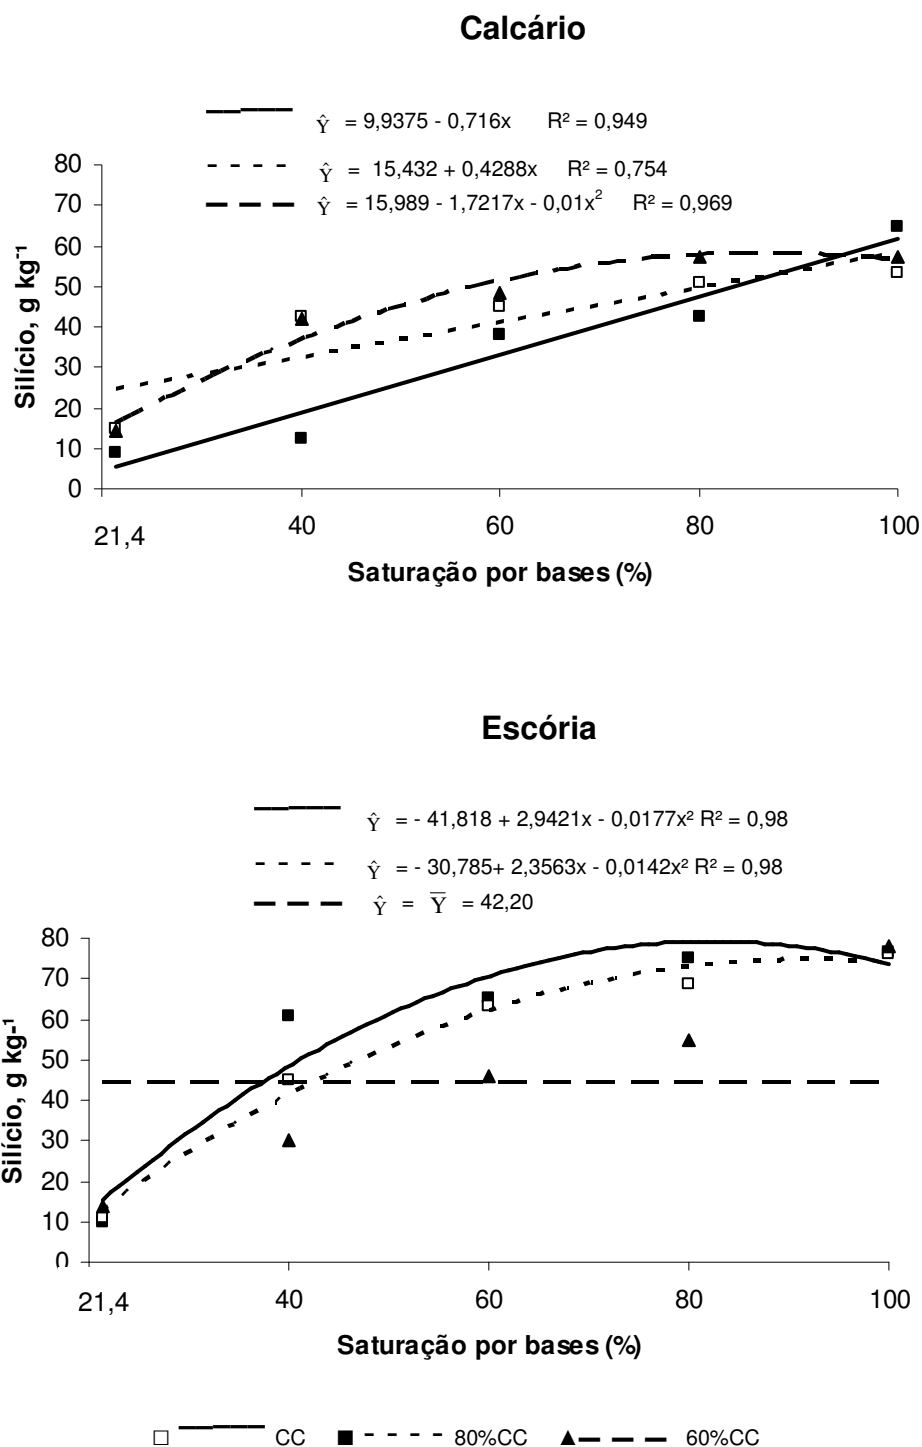 Calcário
Ŷ = 9,9375 - 0,716x R² = 0,949
Ŷ = 15,432 + 0,4288x R² = 0,754
Ŷ = 15,989 - 1,7217x - 0,01x² R² = 0,969
80
70
60
50
40
30
20
10
0
Silício, g kg⁻¹
21,4 40 60 80 100
Saturação por bases (%)
Escória
Ŷ = - 41,818 + 2,9421x - 0,0177x² R² = 0,98
Ŷ = - 30,785+ 2,3563x - 0,0142x² R² = 0,98
Ŷ = Y̅ = 42,20
80
70
60
50
40
30
20
10
0
Silício, g kg-¹
21,4 40 60 80 100
Saturação por bases (%)
CC 80%CC 60%CC